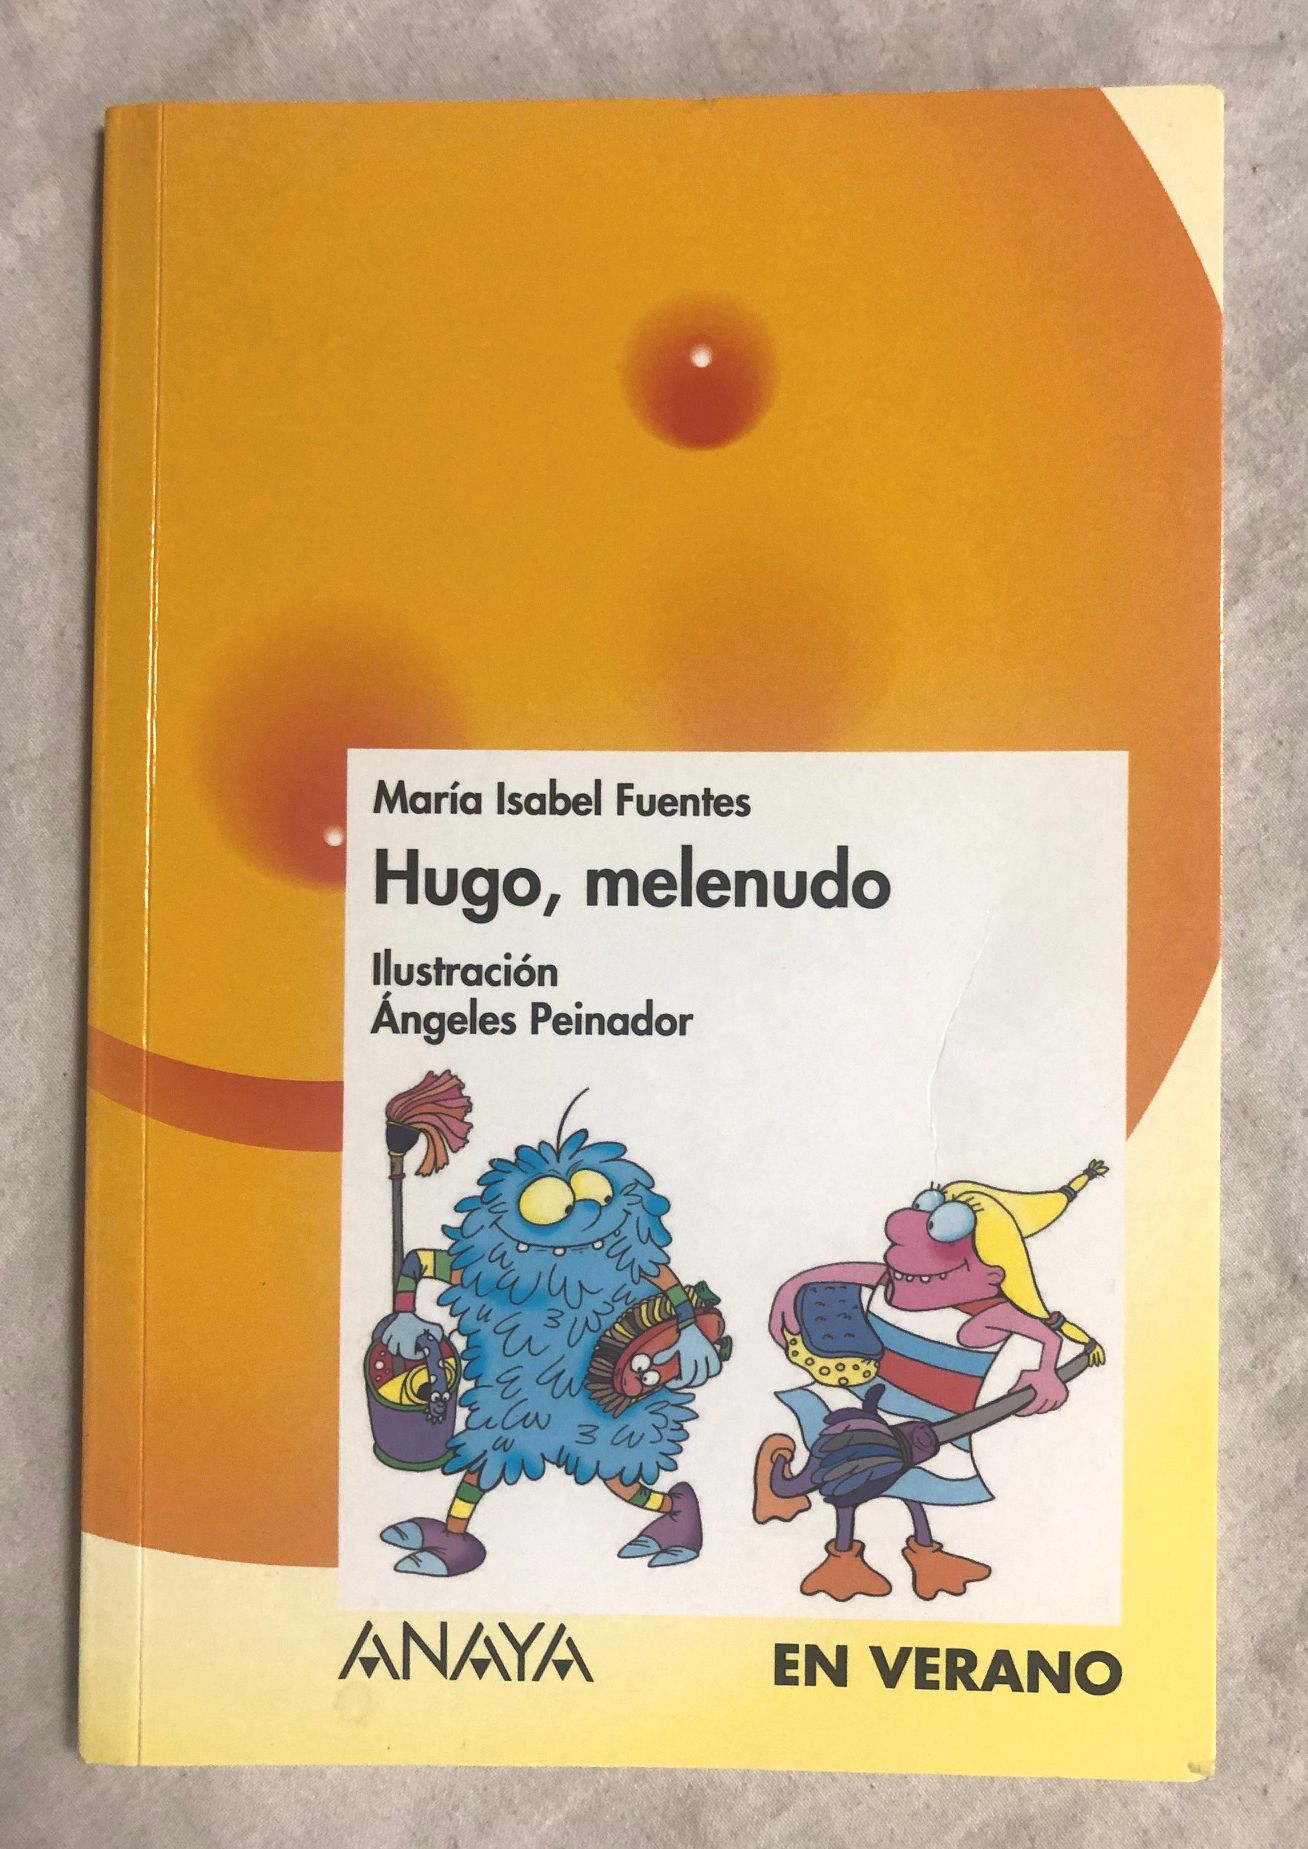 María Isabel Fuentes
Hugo, melenudo
Ilustración
Ángeles Peinador
ANAYA
EN VERANO